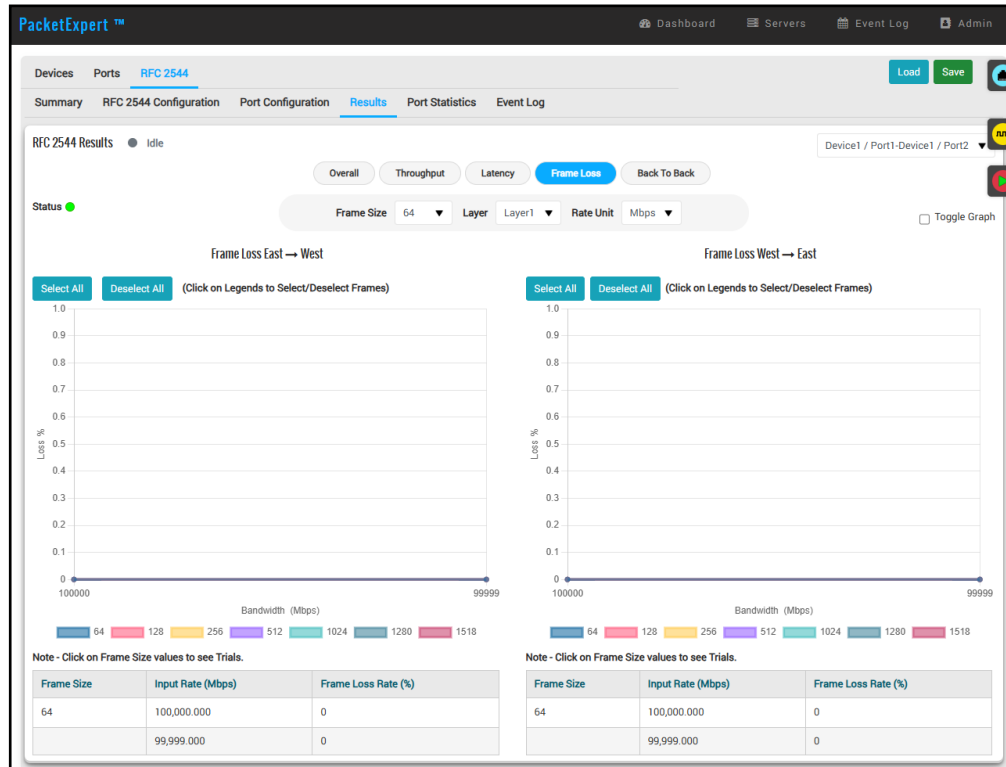 PacketExpert ™ Dashboard Servers Event Log Admin
Devices Ports RFC 2544 Load Save
Summary RFC 2544 Configuration Port Configuration Results Port Statistics Event Log
RFC 2544 Results Idle Device1 / Port1-Device1 / Port2
Overall Throughput Latency Frame Loss Back To Back
Status Frame Size 64 Layer Layer1 Rate Unit Mbps Toggle Graph
Frame Loss East → West
Select All Deselect All (Click on Legends to Select/Deselect Frames)
1.0
0.9
0.8
0.7
0.6
0.5
0.4
0.3
0.2
0.1
0
Loss %
100000 99999
Bandwidth (Mbps)
64 128 256 512 1024 1280 1518
Note - Click on Frame Size values to see Trials.
Frame Size Input Rate (Mbps) Frame Loss Rate (%)
64 100,000.000 0
99,999.000 0
Frame Loss West → East
Select All Deselect All (Click on Legends to Select/Deselect Frames)
1.0
0.9
0.8
0.7
0.6
0.5
0.4
0.3
0.2
0.1
0
Loss %
100000 99999
Bandwidth (Mbps)
64 128 256 512 1024 1280 1518
Note - Click on Frame Size values to see Trials.
Frame Size Input Rate (Mbps) Frame Loss Rate (%)
64 100,000.000 0
99,999.000 0